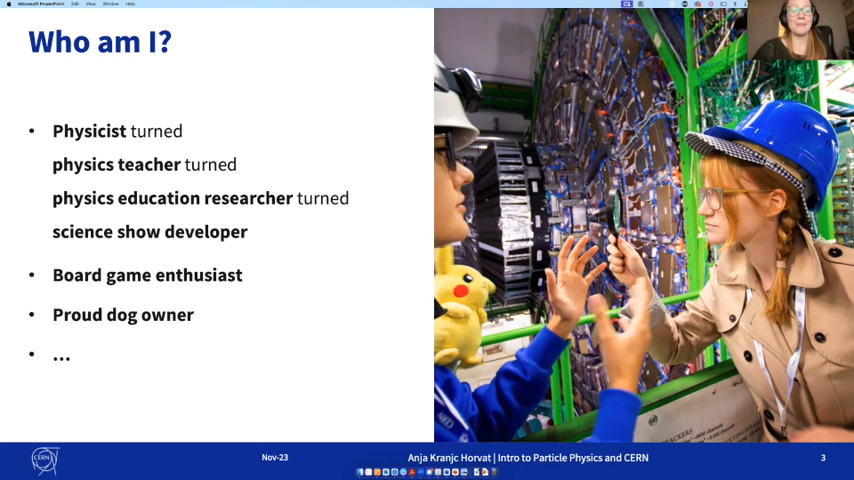 Microsoft PowerPoint Edit View Window Help
Who am I?
• Physicist turned
physics teacher turned
physics education researcher turned
science show developer
• Board game enthusiast
• Proud dog owner
• ...
CERN
Nov-23
Anja Kranjc Horvat | Intro to Particle Physics and CERN
3